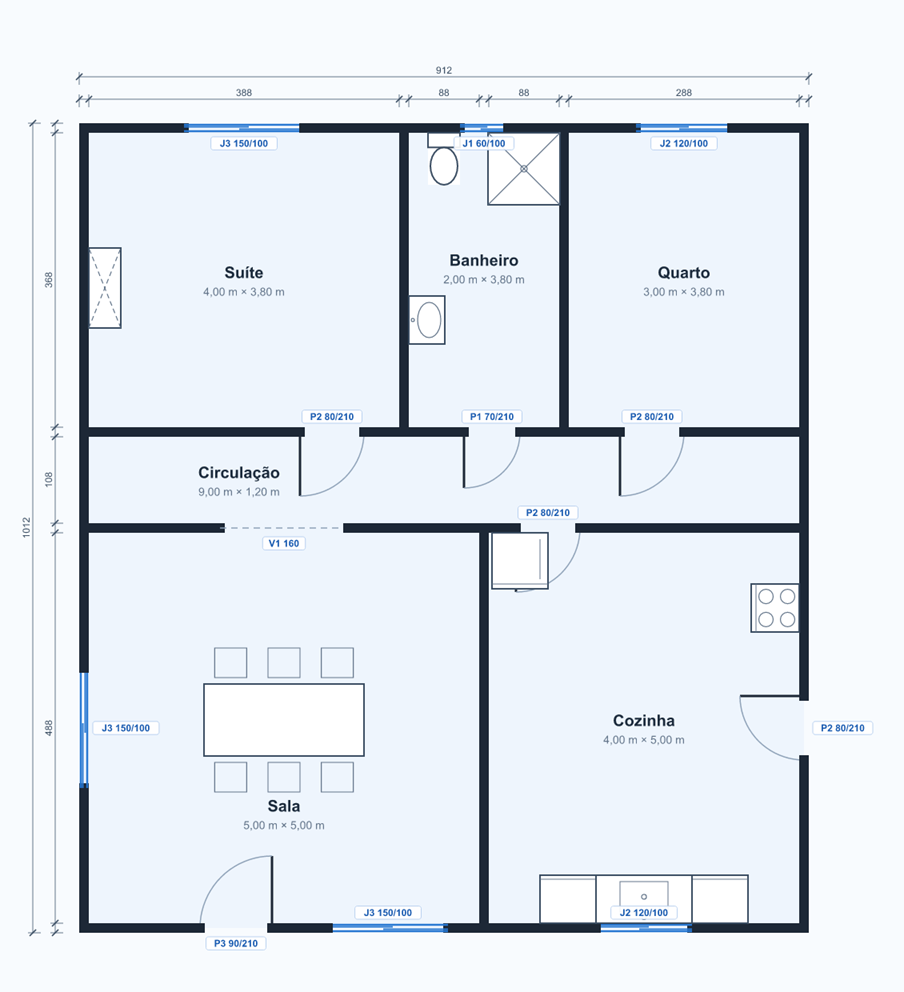 912
388
88
88
288
J3 150/100
J1 60/100
J2 120/100
Suíte
4,00 m × 3,80 m
Banheiro
2,00 m × 3,80 m
Quarto
3,00 m × 3,80 m
368
P2 80/210
P1 70/210
P2 80/210
Circulação
9,00 m × 1,20 m
108
P2 80/210
1012
V1 160
J3 150/100
488
Cozinha
4,00 m × 5,00 m
P2 80/210
Sala
5,00 m × 5,00 m
J3 150/100
J2 120/100
P3 90/210